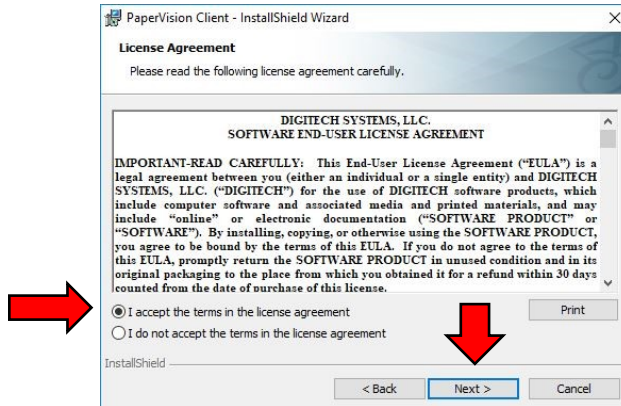 PaperVision Client - InstallShield Wizard
License Agreement
Please read the following license agreement carefully.
DIGITECH SYSTEMS, LLC.
SOFTWARE END-USER LICENSE AGREEMENT
IMPORTANT-READ CAREFULLY: This End-User License Agreement (“EULA”) is a
legal agreement between you (either an individual or a single entity) and DIGITECH
SYSTEMS, LLC. (“DIGITECH”) for the use of DIGITECH software products, which
include computer software and associated media and printed materials, and may
include “online” or electronic documentation (“SOFTWARE PRODUCT” or
“SOFTWARE”). By installing, copying, or otherwise using the SOFTWARE PRODUCT,
you agree to be bound by the terms of this EULA. If you do not agree to the terms of
this EULA, promptly return the SOFTWARE PRODUCT in unused condition and in its
original packaging to the place from which you obtained it for a refund within 30 days
counted from the date of purchase of this license.
I accept the terms in the license agreement
Print
I do not accept the terms in the license agreement
InstallShield
< Back
Next >
Cancel